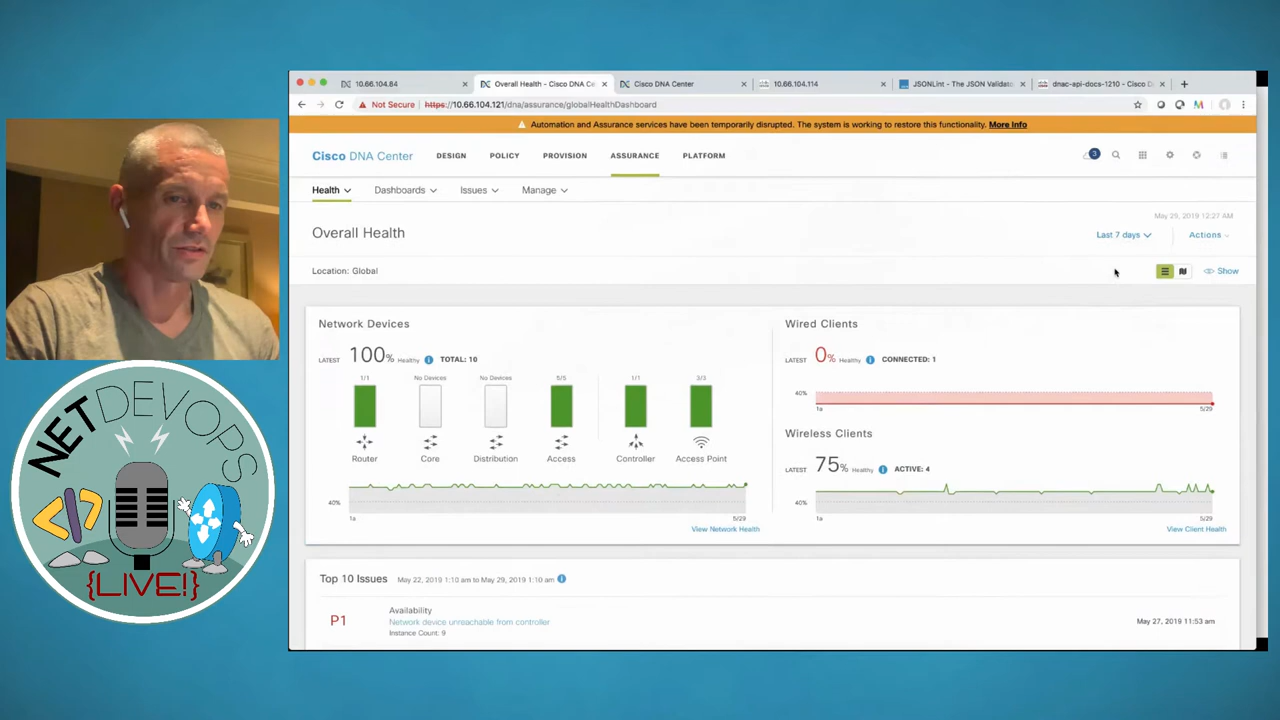 10.66.104.84
Overall Health - Cisco DNA Ce
Cisco DNA Center
10.66.104.114
JSONLint - The JSON Validato
dnac-api-docs-1210 - Cisco D
Not Secure https://10.66.104.121/dna/assurance/globalHealthDashboard
Automation and Assurance services have been temporarily disrupted. The system is working to restore this functionality. More Info
Cisco DNA Center DESIGN POLICY PROVISION ASSURANCE PLATFORM 3
Health Dashboards Issues Manage
May 29, 2019 12:27 AM
Overall Health Last 7 days Actions
Location: Global Show
Network Devices
LATEST 100% Healthy TOTAL: 10
1/1 No Devices No Devices 5/5 1/1 3/3
Router Core Distribution Access Controller Access Point
40%
1a 5/29
View Network Health
Wired Clients
LATEST 0% Healthy CONNECTED: 1
40%
1a 5/29
Wireless Clients
LATEST 75% Healthy ACTIVE: 4
40%
1a 5/29
View Client Health
Top 10 Issues May 22, 2019 1:10 am to May 29, 2019 1:10 am
P1
Availability
Network device unreachable from controller
Instance Count: 9
May 27, 2019 11:53 am
NETDEVOPS
</>
{LIVE!}